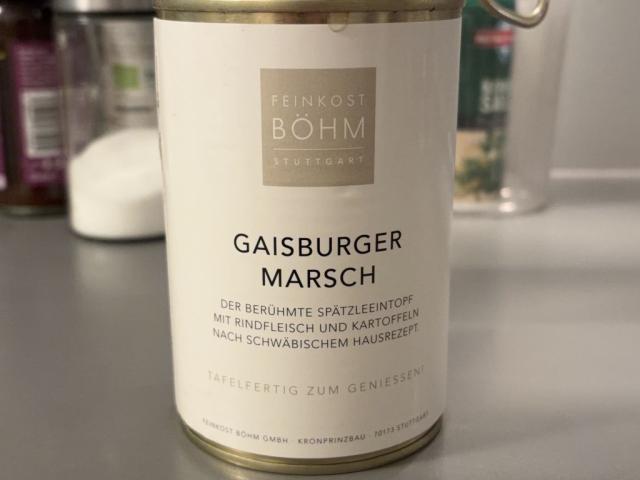 FEINKOST
BÖHM
STUTTGART
GAISBURGER
MARSCH
DER BERÜHMTE SPÄTZLEEINTOPF
MIT RINDFLEISCH UND KARTOFFELN
NACH SCHWÄBISCHEM HAUSREZEPT.
TAFELFERTIG ZUM GENIESSEN!
FEINKOST BÖHM GMBH · KRONPRINZBAU · 70173 STUTTGART